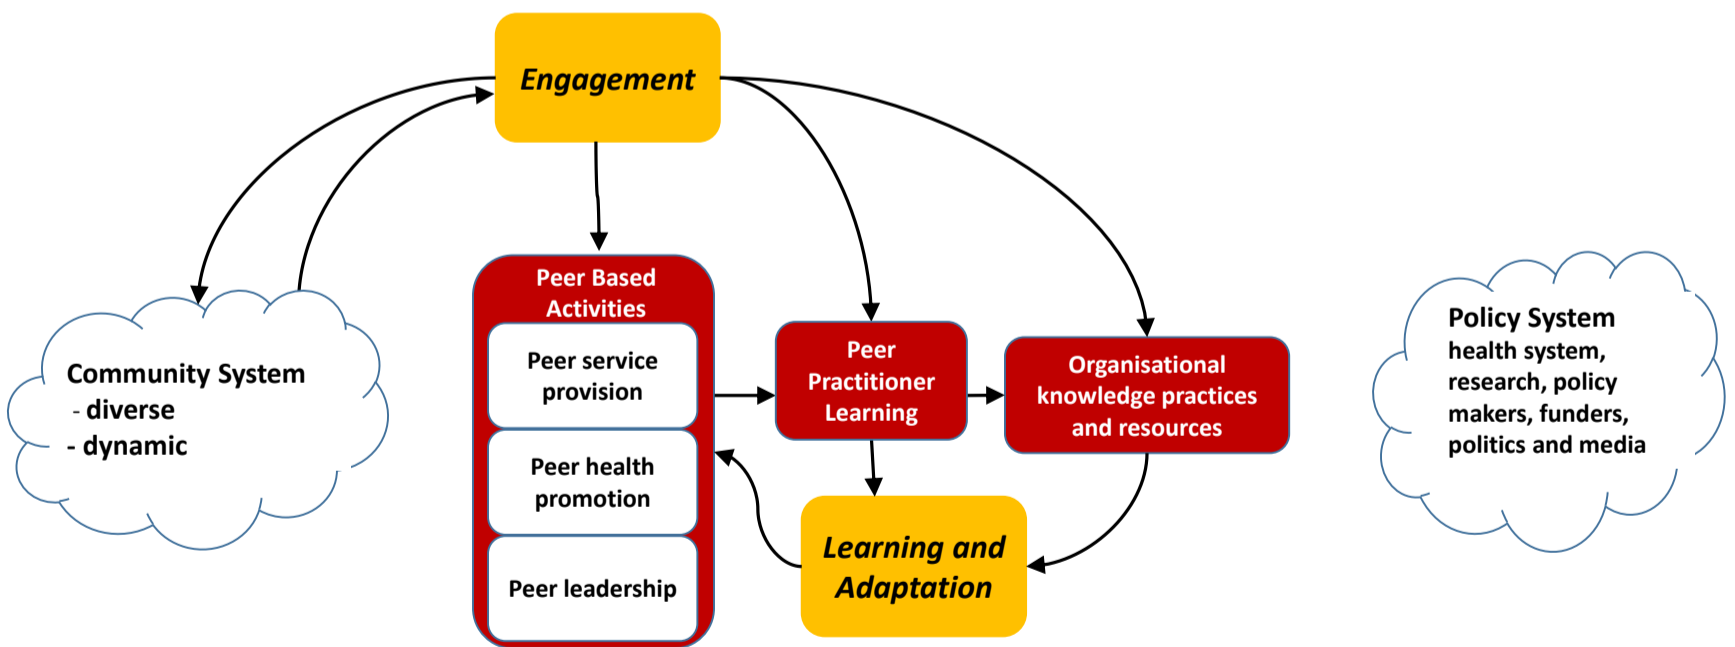 Engagement
Community System
- diverse
- dynamic
Peer Based
Activities
Peer service
provision
Peer health
promotion
Peer leadership
Peer
Practitioner
Learning
Organisational
knowledge practices
and resources
Learning and
Adaptation
Policy System
health system,
research, policy
makers, funders,
politics and media